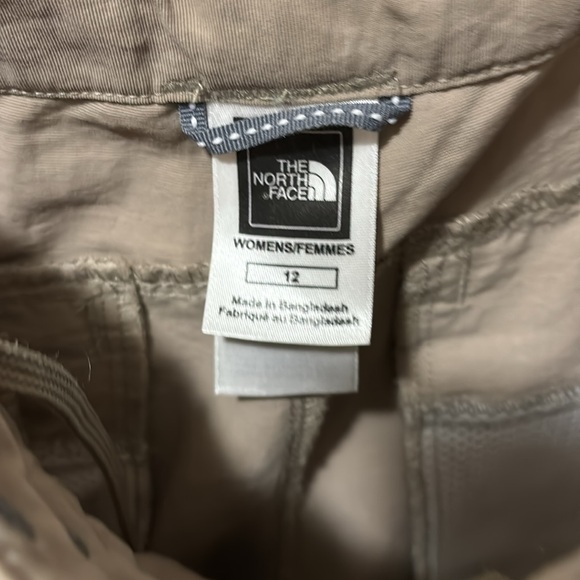 THE
NORTH
FACE
WOMENS/FEMMES
12
Made in Bangladesh
Fabriqué au Bangladesh